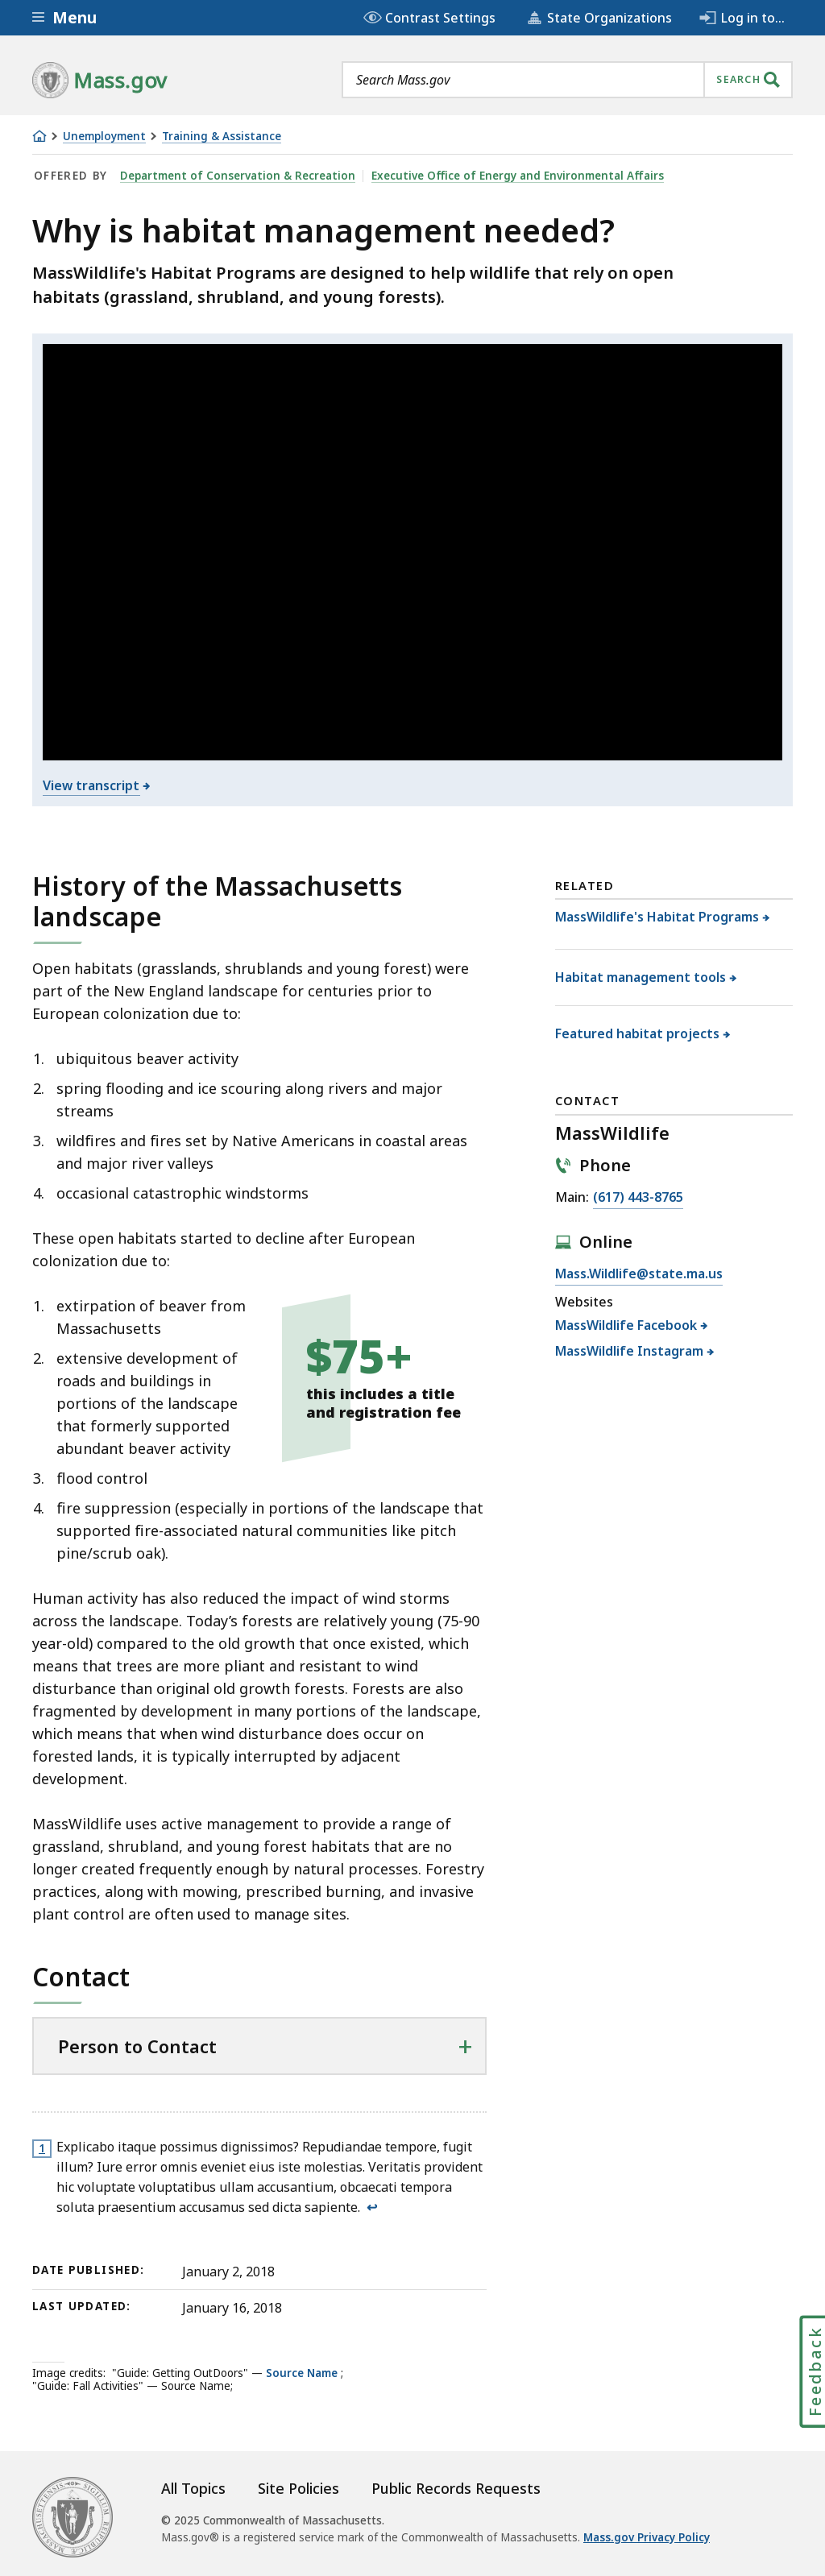 Menu
Contrast Settings
State Organizations
Log in to...
Mass.gov
Search Mass.gov
SEARCH
Unemployment
Training & Assistance
OFFERED BY Department of Conservation & Recreation | Executive Office of Energy and Environmental Affairs
Why is habitat management needed?
MassWildlife's Habitat Programs are designed to help wildlife that rely on open
habitats (grassland, shrubland, and young forests).
View transcript
History of the Massachusetts
landscape
Open habitats (grasslands, shrublands and young forest) were
part of the New England landscape for centuries prior to
European colonization due to:
1. ubiquitous beaver activity
2. spring flooding and ice scouring along rivers and major
streams
3. wildfires and fires set by Native Americans in coastal areas
and major river valleys
4. occasional catastrophic windstorms
These open habitats started to decline after European
colonization due to:
1. extirpation of beaver from
Massachusetts
2. extensive development of
roads and buildings in
portions of the landscape
that formerly supported
abundant beaver activity
$75+
this includes a title
and registration fee
3. flood control
4. fire suppression (especially in portions of the landscape that
supported fire-associated natural communities like pitch
pine/scrub oak).
Human activity has also reduced the impact of wind storms
across the landscape. Today’s forests are relatively young (75-90
year-old) compared to the old growth that once existed, which
means that trees are more pliant and resistant to wind
disturbance than original old growth forests. Forests are also
fragmented by development in many portions of the landscape,
which means that when wind disturbance does occur on
forested lands, it is typically interrupted by adjacent
development.
MassWildlife uses active management to provide a range of
grassland, shrubland, and young forest habitats that are no
longer created frequently enough by natural processes. Forestry
practices, along with mowing, prescribed burning, and invasive
plant control are often used to manage sites.
Contact
Person to Contact +
1 Explicabo itaque possimus dignissimos? Repudiandae tempore, fugit
illum? Iure error omnis eveniet eius iste molestias. Veritatis provident
hic voluptate voluptatibus ullam accusantium, obcaecati tempora
soluta praesentium accusamus sed dicta sapiente. ↩
DATE PUBLISHED: January 2, 2018
LAST UPDATED: January 16, 2018
Image credits: "Guide: Getting OutDoors" — Source Name ;
"Guide: Fall Activities" — Source Name;
RELATED
MassWildlife's Habitat Programs
Habitat management tools
Featured habitat projects
CONTACT
MassWildlife
Phone
Main: (617) 443-8765
Online
Mass.Wildlife@state.ma.us
Websites
MassWildlife Facebook
MassWildlife Instagram
Feedback
All Topics
Site Policies
Public Records Requests
© 2025 Commonwealth of Massachusetts.
Mass.gov® is a registered service mark of the Commonwealth of Massachusetts. Mass.gov Privacy Policy